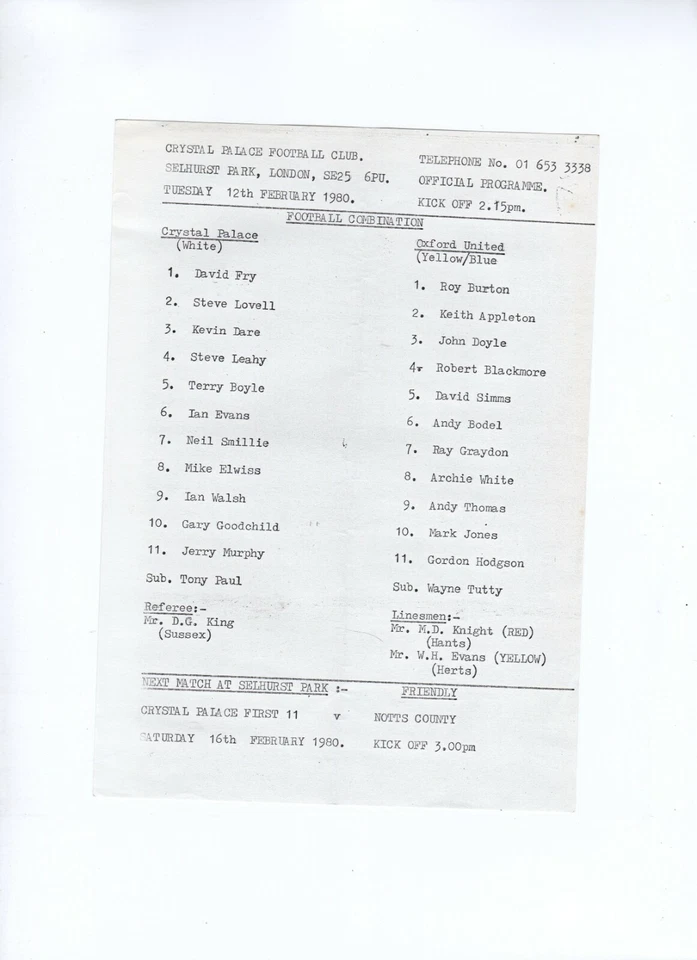 CRYSTAL PALACE FOOTBALL CLUB.
SELHURST PARK, LONDON, SE25 6PU.
TUESDAY 12th FEBRUARY 1980.
TELEPHONE No. 01 653 3338
OFFICIAL PROGRAMME.
KICK OFF 2.15pm.
FOOTBALL COMBINATION
Crystal Palace
(White)
1. David Fry
2. Steve Lovell
3. Kevin Dare
4. Steve Leahy
5. Terry Boyle
6. Ian Evans
7. Neil Smillie
8. Mike Elwiss
9. Ian Walsh
10. Gary Goodchild
11. Jerry Murphy
Sub. Tony Paul
Referee:-
Mr. D.G. King
(Sussex)
Oxford United
(Yellow/Blue
1. Roy Burton
2. Keith Appleton
3. John Doyle
4. Robert Blackmore
5. David Simms
6. Andy Bodel
7. Ray Graydon
8. Archie White
9. Andy Thomas
10. Mark Jones
11. Gordon Hodgson
Sub. Wayne Tutty
Linesmen:-
Mr. M.D. Knight (RED)
(Hants)
Mr. W.H. Evans (YELLOW)
(Herts)
NEXT MATCH AT SELHURST PARK :- FRIENDLY
CRYSTAL PALACE FIRST 11 v NOTTS COUNTY
SATURDAY 16th FEBRUARY 1980. KICK OFF 3.00pm